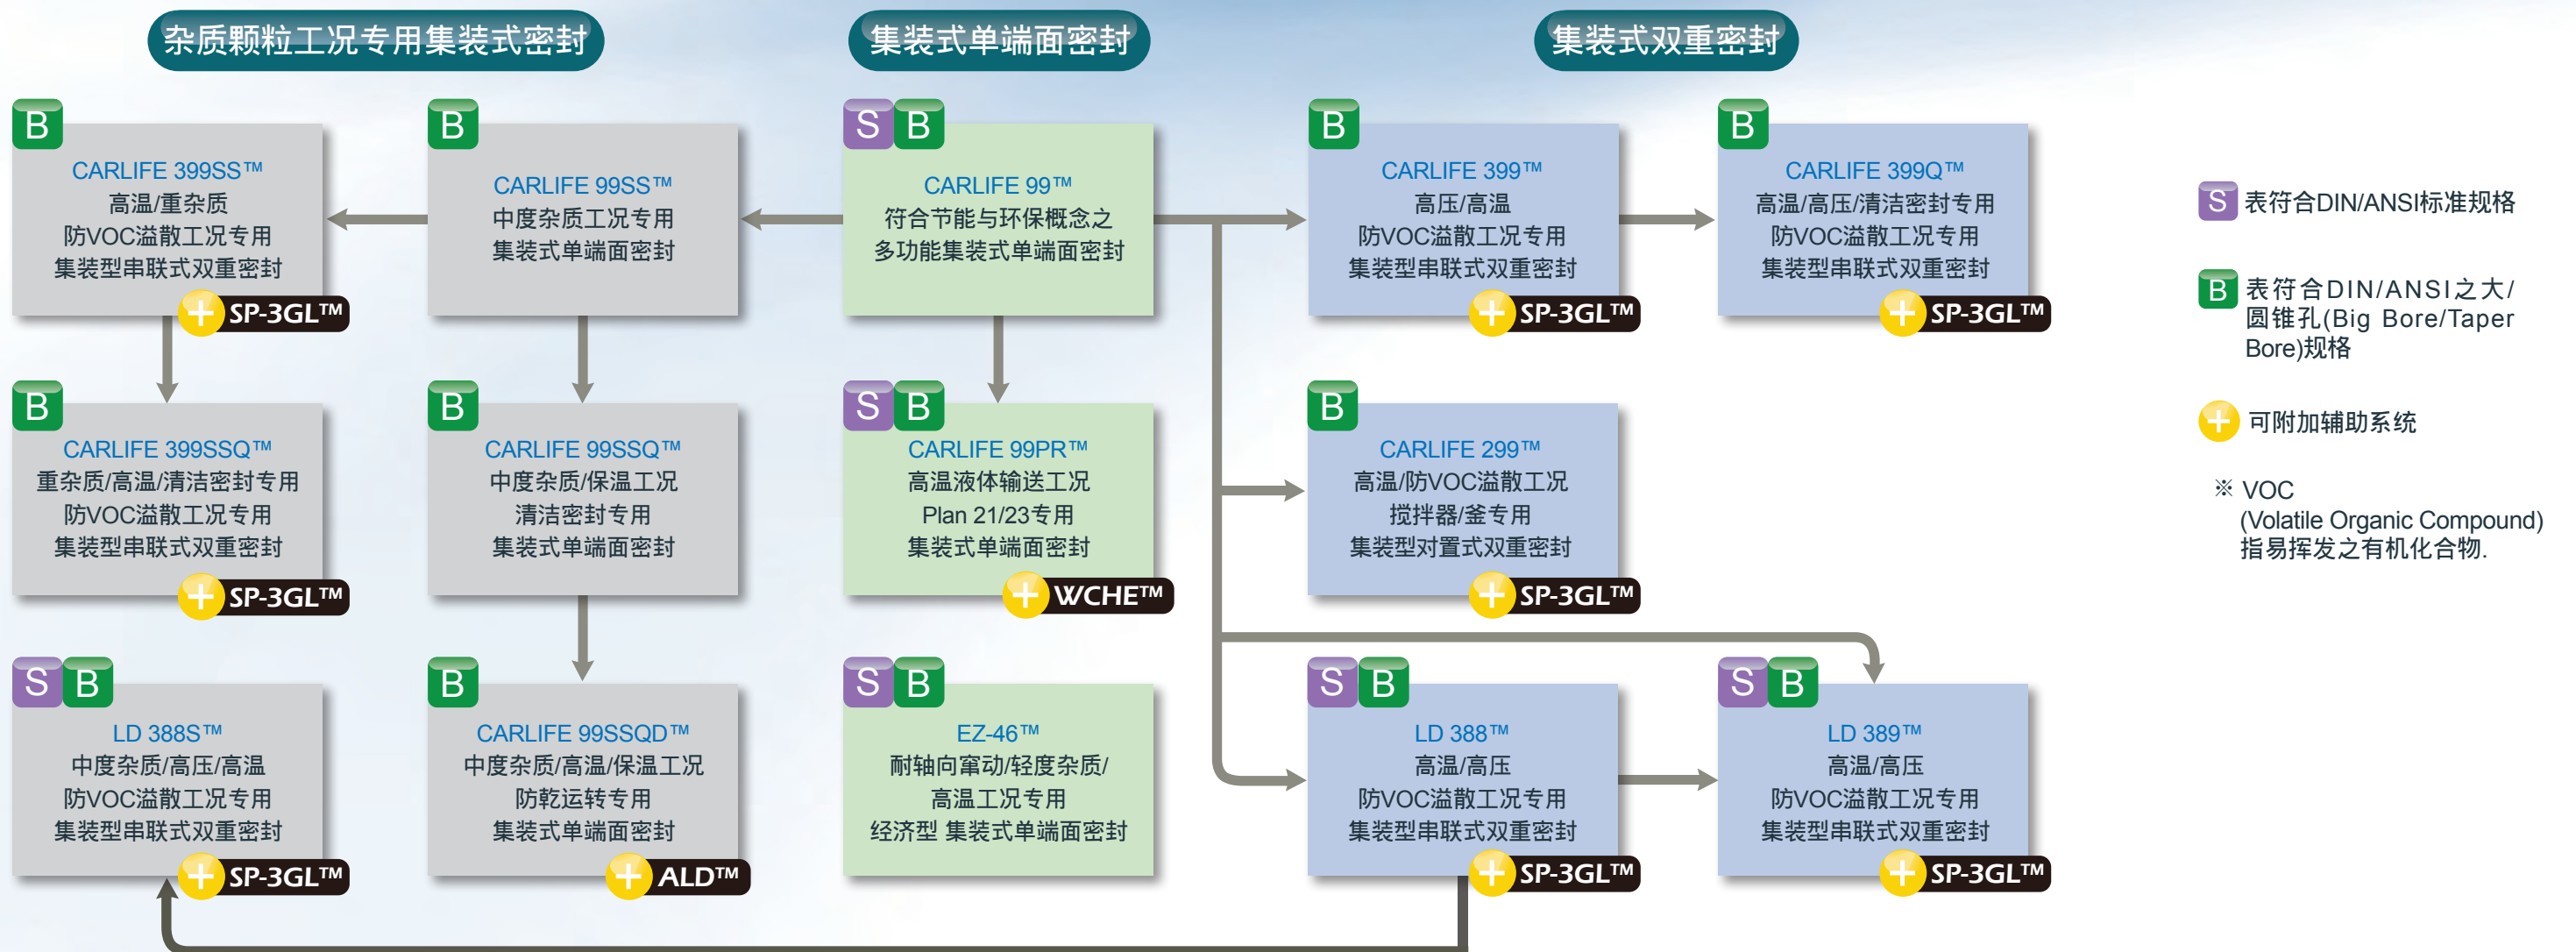 杂质颗粒工况专用集装式密封
集装式单端面密封
集装式双重密封
B
CARLIFE 399SS™
高温/重杂质
防VOC溢散工况专用
集装型串联式双重密封
+ SP-3GL™
B
CARLIFE 99SS™
中度杂质工况专用
集装式单端面密封
S B
CARLIFE 99™
符合节能与环保概念之
多功能集装式单端面密封
B
CARLIFE 399™
高压/高温
防VOC溢散工况专用
集装型串联式双重密封
+ SP-3GL™
B
CARLIFE 399Q™
高温/高压/清洁密封专用
防VOC溢散工况专用
集装型串联式双重密封
+ SP-3GL™
B
CARLIFE 399SSQ™
重杂质/高温/清洁密封专用
防VOC溢散工况专用
集装型串联式双重密封
+ SP-3GL™
B
CARLIFE 99SSQ™
中度杂质/保温工况
清洁密封专用
集装式单端面密封
S B
CARLIFE 99PR™
高温液体输送工况
Plan 21/23专用
集装式单端面密封
+ WCHE™
B
CARLIFE 299™
高温/防VOC溢散工况
搅拌器/釜专用
集装型对置式双重密封
+ SP-3GL™
S B
LD 388S™
中度杂质/高压/高温
防VOC溢散工况专用
集装型串联式双重密封
+ SP-3GL™
B
CARLIFE 99SSQD™
中度杂质/高温/保温工况
防乾运转专用
集装式单端面密封
+ ALD™
S B
EZ-46™
耐轴向窜动/轻度杂质/
高温工况专用
经济型 集装式单端面密封
S B
LD 388™
高温/高压
防VOC溢散工况专用
集装型串联式双重密封
+ SP-3GL™
S B
LD 389™
高温/高压
防VOC溢散工况专用
集装型串联式双重密封
+ SP-3GL™
S 表符合DIN/ANSI标准规格
B 表符合DIN/ANSI之大/
圆锥孔(Big Bore/Taper
Bore)规格
+ 可附加辅助系统
※ VOC
(Volatile Organic Compound)
指易挥发之有机化合物.